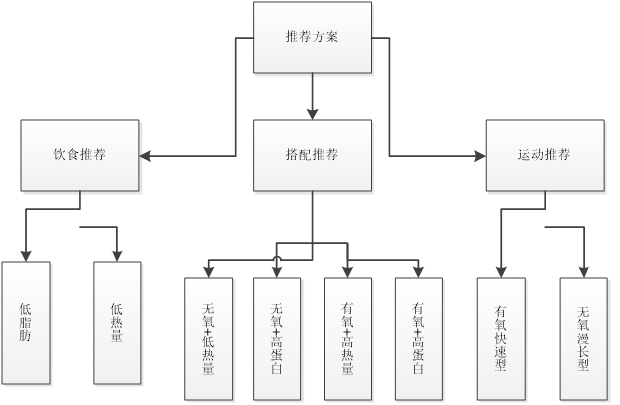 推荐方案
饮食推荐
搭配推荐
运动推荐
低脂肪
低热量
无氧+低热量
无氧+高蛋白
有氧+高热量
有氧+高蛋白
有氧快速型
无氧漫长型